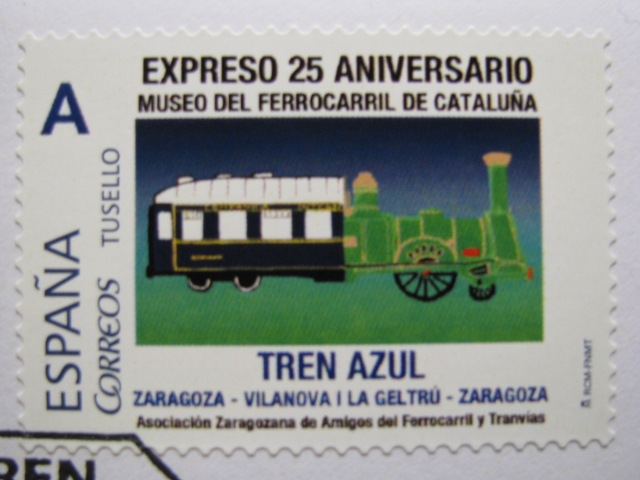 EXPRESO 25 ANIVERSARIO
MUSEO DEL FERROCARRIL DE CATALUÑA
A
TUSELLO
ESPAÑA
CORREOS
TREN AZUL
ZARAGOZA - VILANOVA I LA GELTRÚ - ZARAGOZA
Asociación Zaragozana de Amigos del Ferrocarril y Tranvías
RCM-FNMT
REN